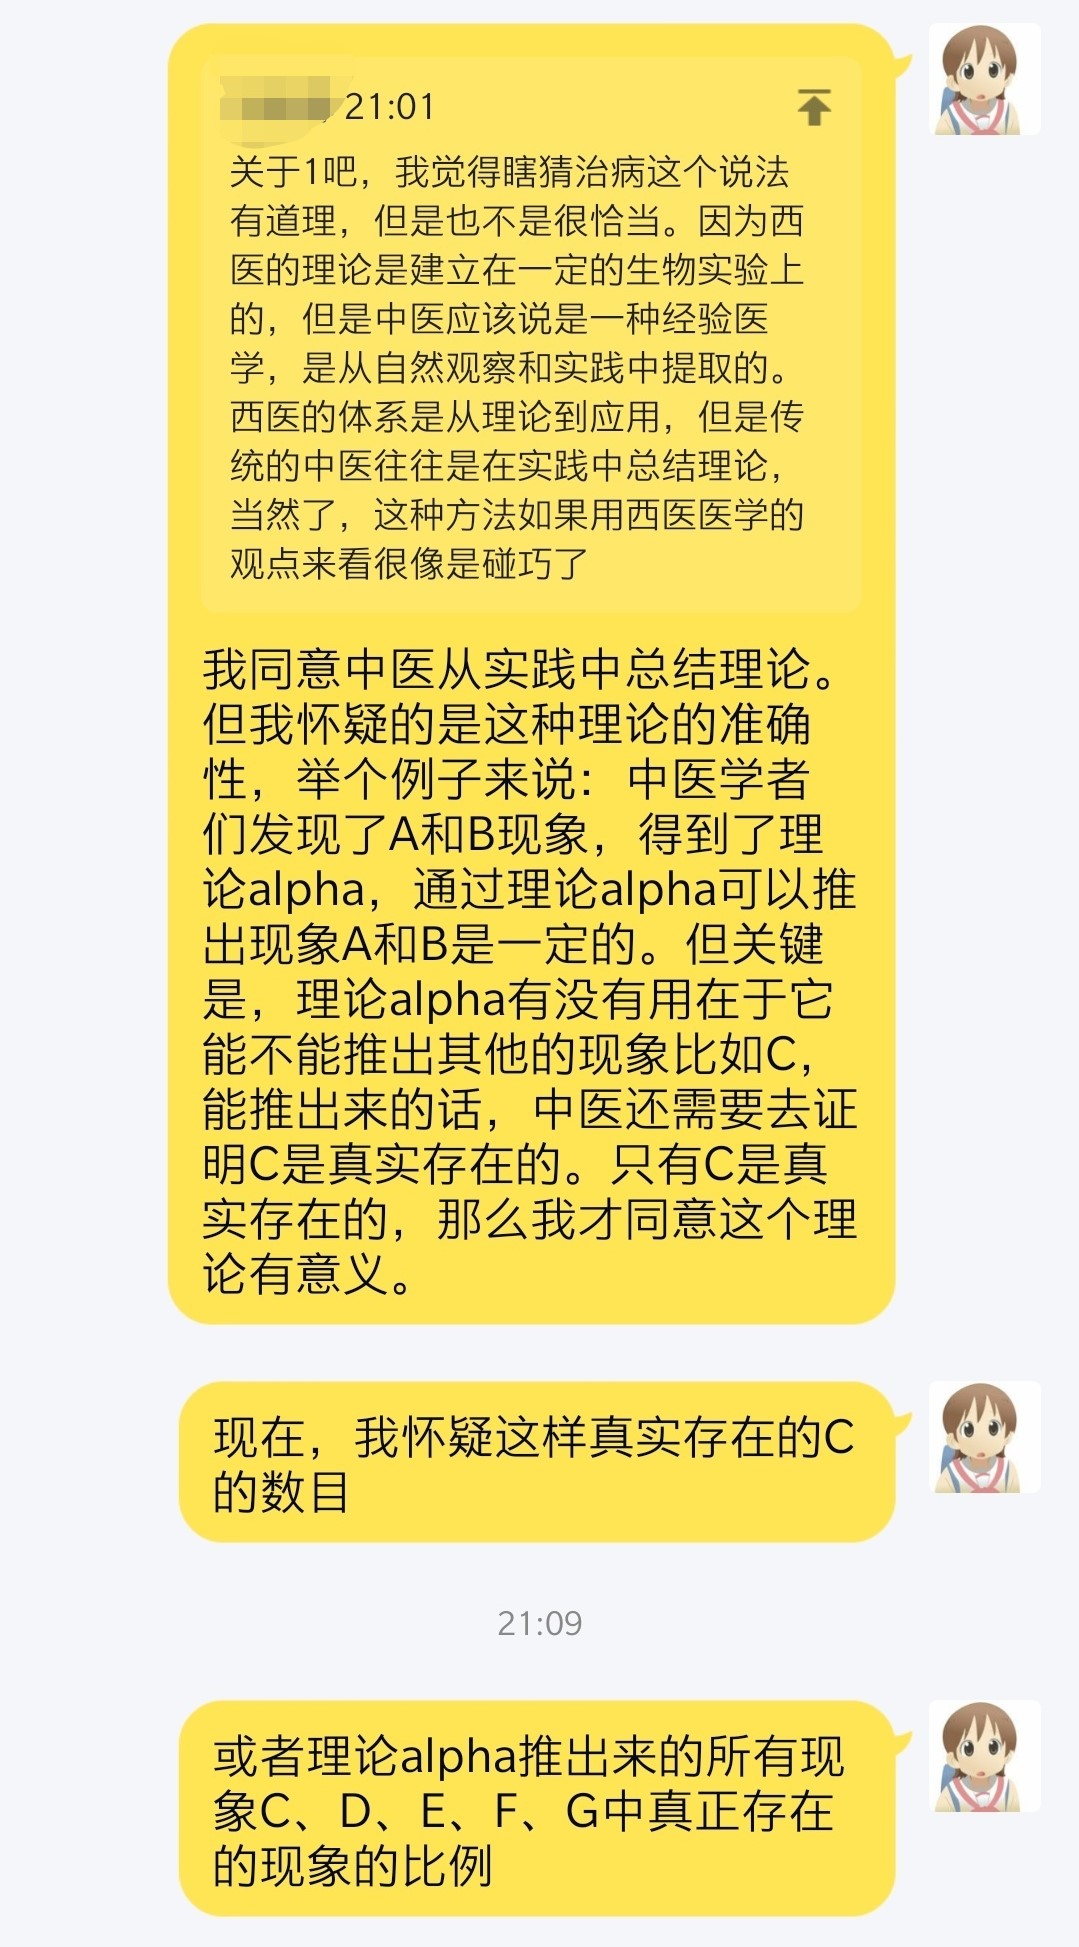 21:01
关于1吧，我觉得瞎猜治病这个说法
有道理，但是也不是很恰当。因为西
医的理论是建立在一定的生物实验上
的，但是中医应该说是一种经验医
学，是从自然观察和实践中提取的。
西医的体系是从理论到应用，但是传
统的中医往往是在实践中总结理论，
当然了，这种方法如果用西医医学的
观点来看很像是碰巧了
我同意中医从实践中总结理论。
但我怀疑的是这种理论的准确
性，举个例子来说：中医学者
们发现了A和B现象，得到了理
论alpha，通过理论alpha可以推
出现象A和B是一定的。但关键
是，理论alpha有没有用在于它
能不能推出其他的现象比如C，
能推出来的话，中医还需要去证
明C是真实存在的。只有C是真
实存在的，那么我才同意这个理
论有意义。
现在，我怀疑这样真实存在的C
的数目
21:09
或者理论alpha推出来的所有现
象C、D、E、F、G中真正存在
的现象的比例